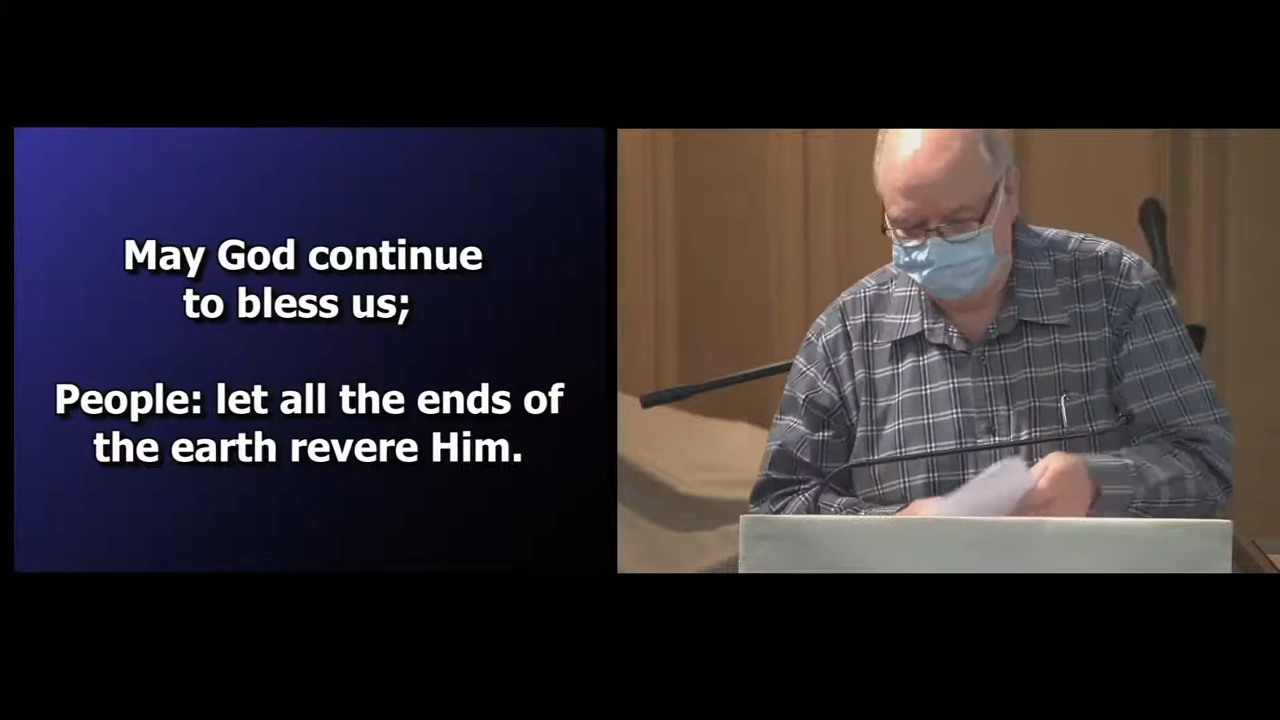 May God continue
to bless us;
People: let all the ends of
the earth revere Him.